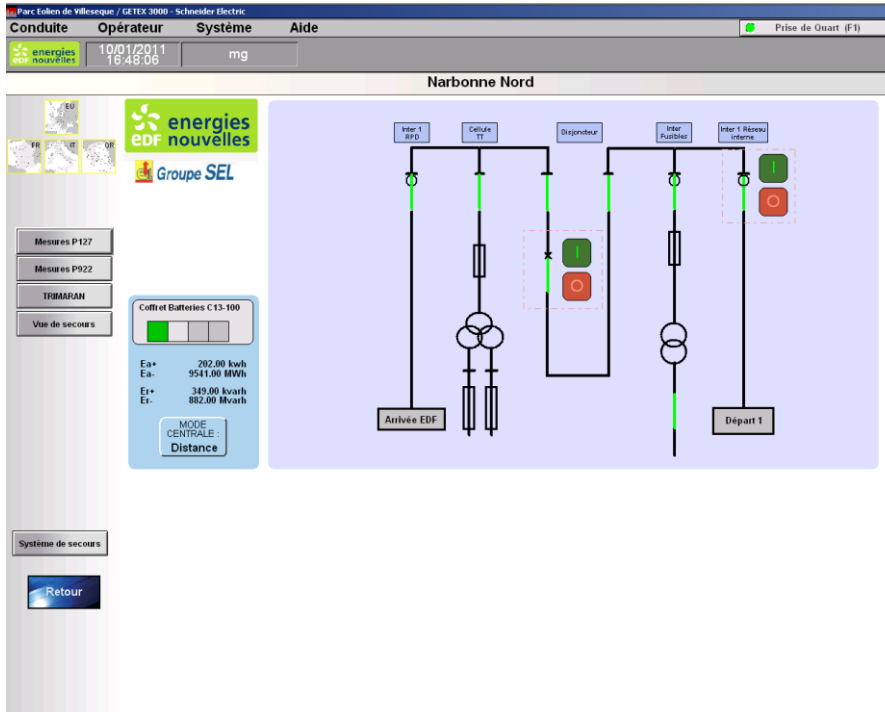 Parc Eolien de Villeseque / GETEX 3000 - Schneider Electric
Conduite Opérateur Système Aide
Prise de Quart (F1)
edf energies nouvelles
10/01/2011
16:48:06
mg
Narbonne Nord
EU
FR IT OR
edf energies nouvelles
Groupe SEL
Mesures P127
Mesures P922
TRIMARAN
Vue de secours
Système de secours
Retour
Coffret Batteries C13-100
Ea+ 202.00 kwh
Ea- 9541.00 MWh
Er+ 349.00 kvarh
Er- 882.00 Mvarh
MODE
CENTRALE :
Distance
Inter 1
RPD
Cellule
TT
Disjoncteur
Inter
Fusibles
Inter 1 Réseau
interne
I
O
I
O
Arrivée EDF
Départ 1